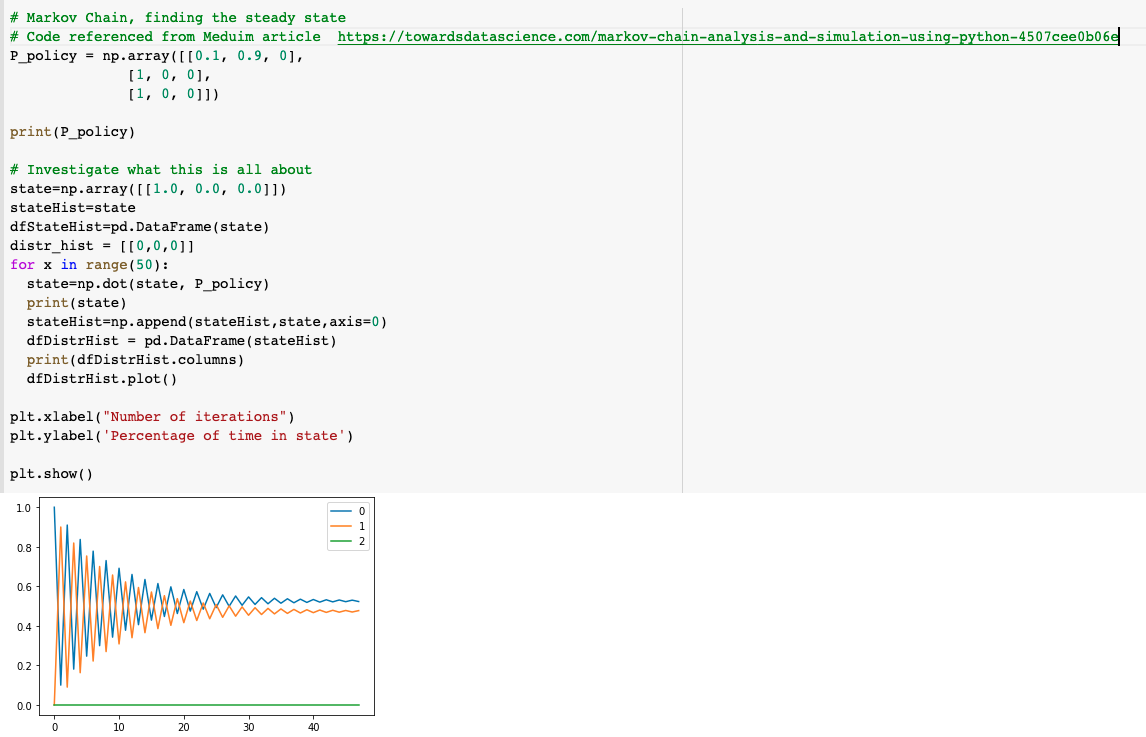 # Markov Chain, finding the steady state
# Code referenced from Meduim article  https://towardsdatascience.com/markov-chain-analysis-and-simulation-using-python-4507cee0b06e
P_policy = np.array([[0.1, 0.9, 0],
              [1, 0, 0],
              [1, 0, 0]])
print(P_policy)
# Investigate what this is all about
state=np.array([[1.0, 0.0, 0.0]])
stateHist=state
dfStateHist=pd.DataFrame(state)
distr_hist = [[0,0,0]]
for x in range(50):
  state=np.dot(state, P_policy)
  print(state)
  stateHist=np.append(stateHist,state,axis=0)
  dfDistrHist = pd.DataFrame(stateHist)
  print(dfDistrHist.columns)
  dfDistrHist.plot()
plt.xlabel("Number of iterations")
plt.ylabel('Percentage of time in state')
plt.show()
1.0
0.8
0.6
0.4
0.2
0.0
0 10 20 30 40
0
1
2